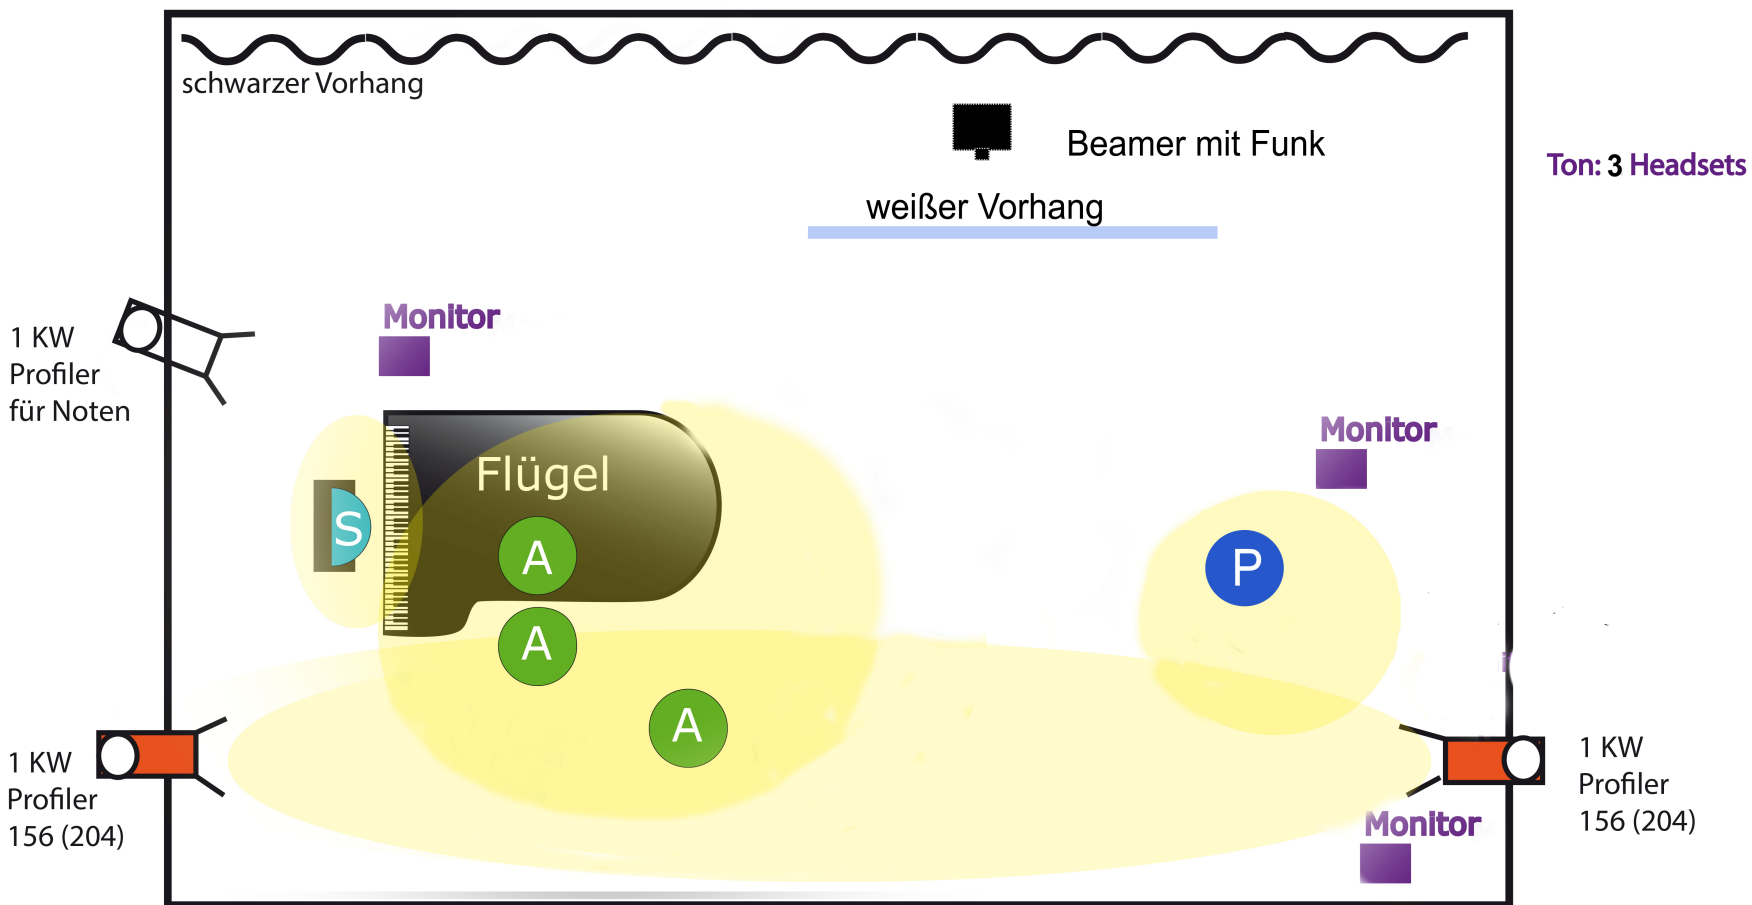 schwarzer Vorhang
Beamer mit Funk
Ton: 3 Headsets
weißer Vorhang
Monitor
1 KW
Profiler
für Noten
Monitor
Flügel
S
A
P
A
A
1 KW
Profiler
156 (204)
1 KW
Profiler
156 (204)
Monitor